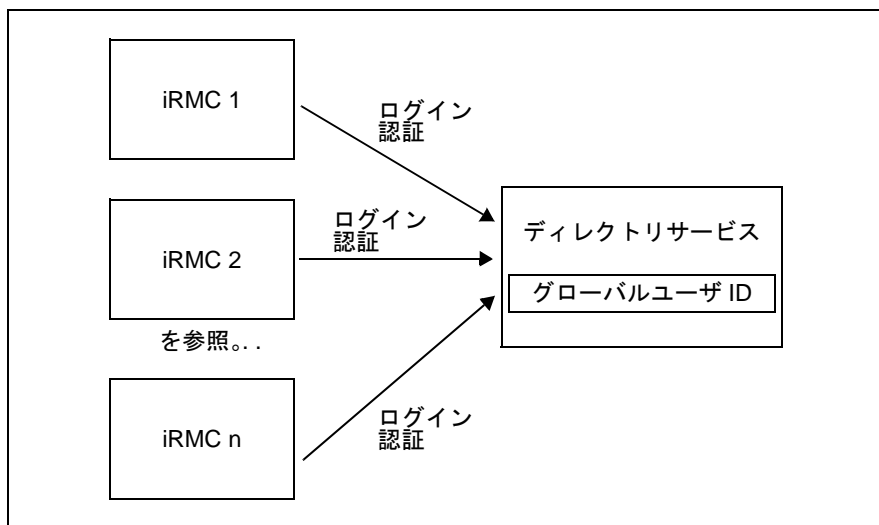 iRMC 1
ログイン
認証
iRMC 2
ログイン
認証
ディレクトリサービス
グローバルユーザ ID
を参照。. .
iRMC n
ログイン
認証